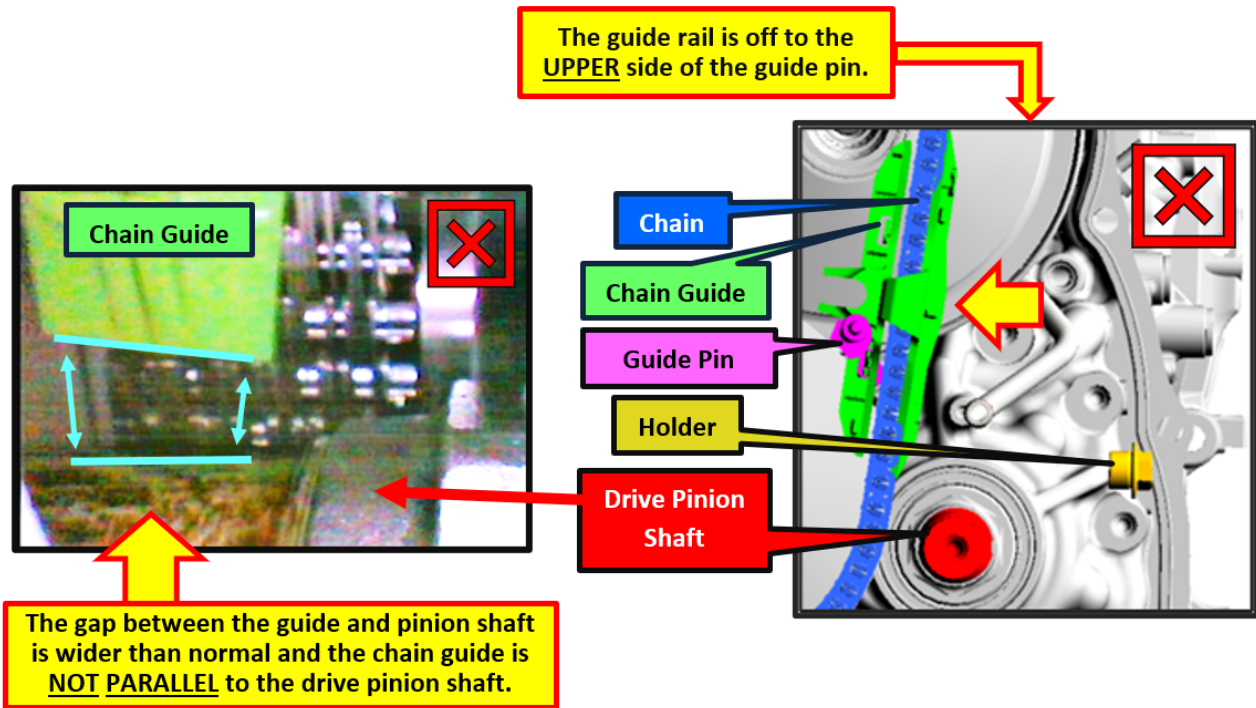 The guide rail is off to the
UPPER side of the guide pin.
Chain Guide
Chain
Chain Guide
Guide Pin
Holder
Drive Pinion
Shaft
The gap between the guide and pinion shaft
is wider than normal and the chain guide is
NOT PARALLEL to the drive pinion shaft.